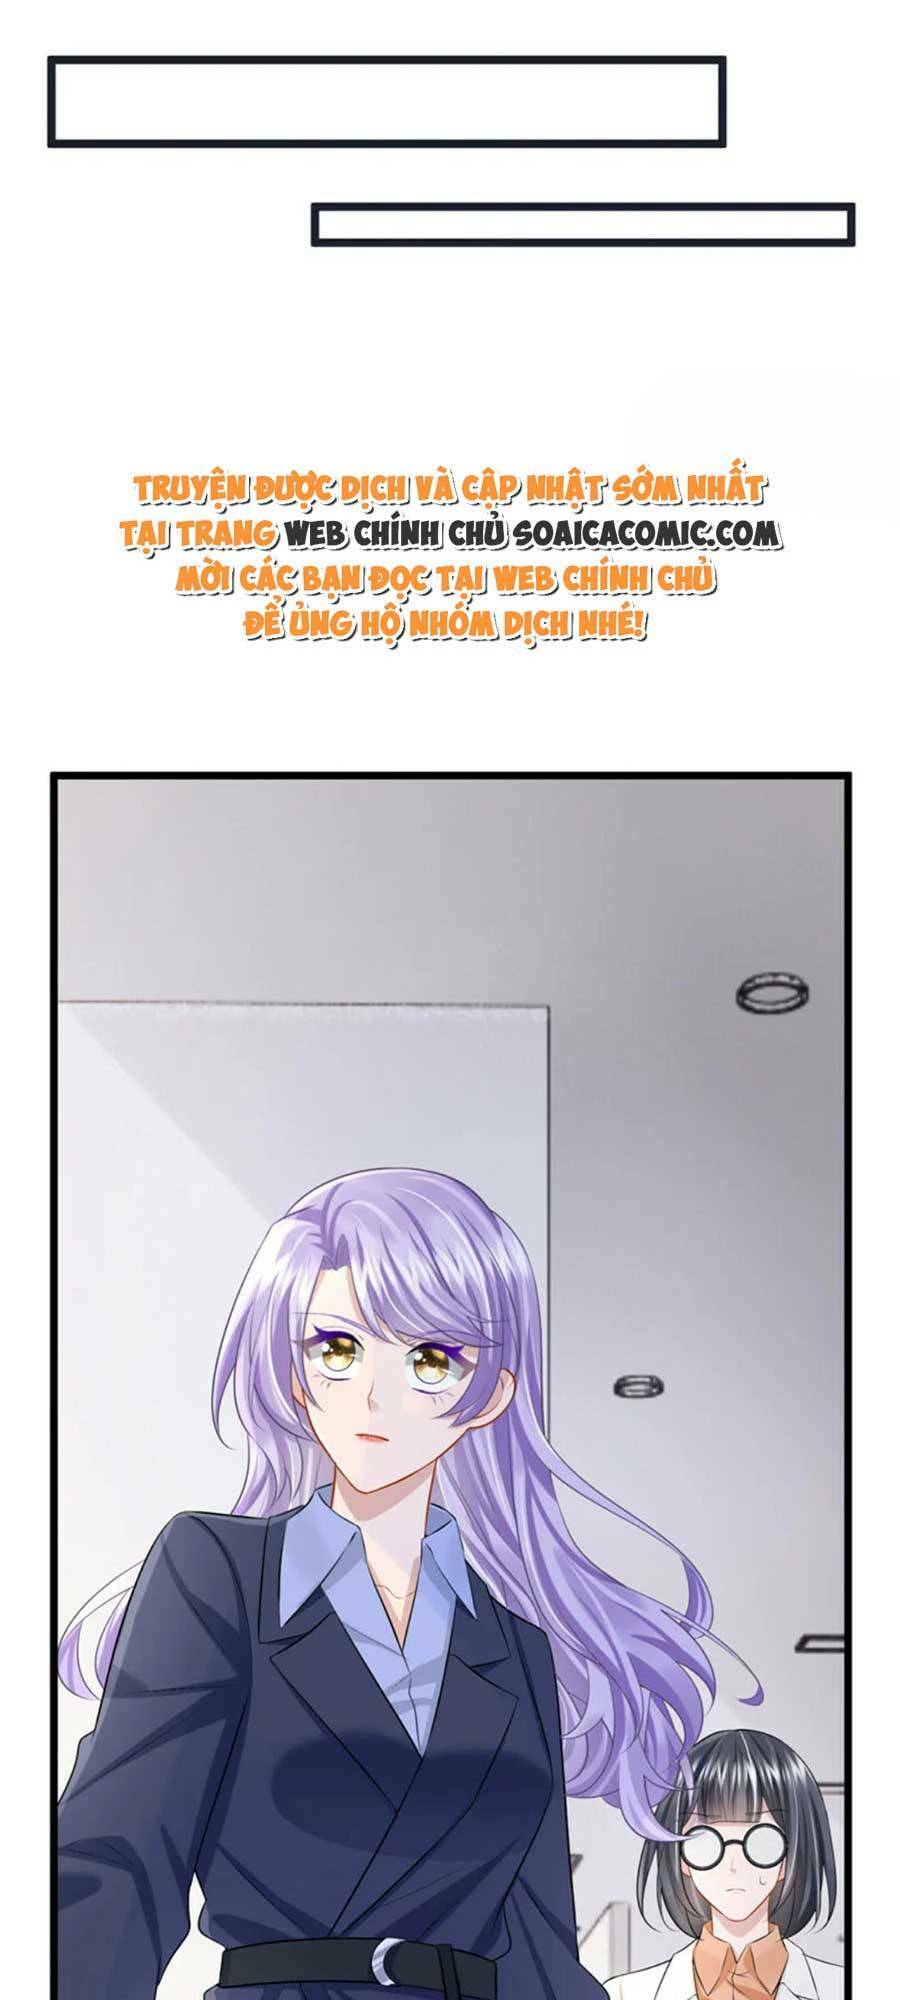 TRUYỆN ĐƯỢC DỊCH VÀ CẬP NHẬT SỚM NHẤT
TẠI TRANG WEB CHÍNH CHỦ SOAICACOMIC.COM
MỜI CÁC BẠN ĐỌC TẠI WEB CHÍNH CHỦ
ĐỂ ỦNG HỘ NHÓM DỊCH NHÉ!